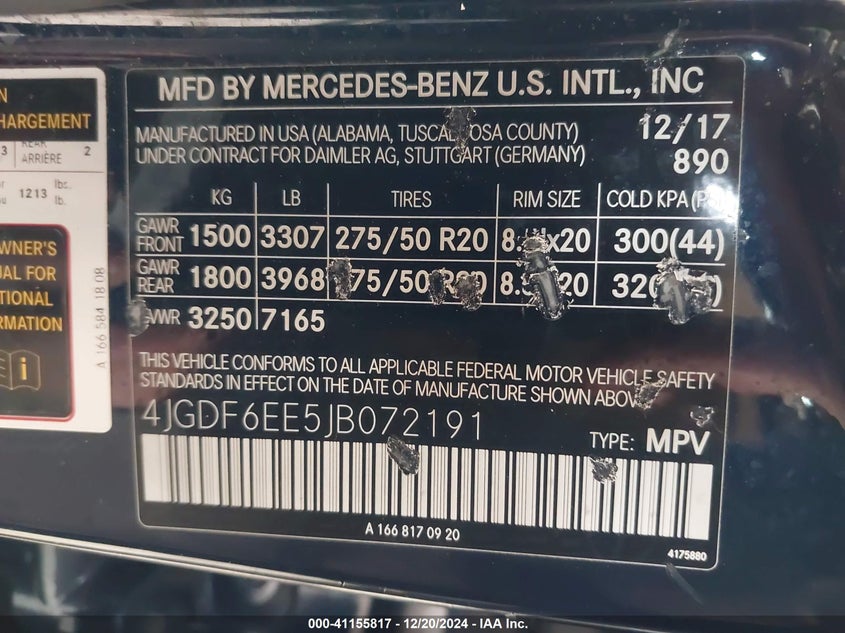 N
HARGEMENT
3 REAR
ARRIÈRE 2
1213 lbs.
lb.
WNER'S
UAL FOR
TIONAL
RMATION
i
A 166 584 18 08
MFD BY MERCEDES-BENZ U.S. INTL., INC
MANUFACTURED IN USA (ALABAMA, TUSCALOOSA COUNTY) 12/17
UNDER CONTRACT FOR DAIMLER AG, STUTTGART (GERMANY) 890
KG LB TIRES RIM SIZE COLD KPA
GAWR FRONT 1500 3307 275/50 R20 300(44)
GAWR REAR 1800 3968 75/50
GVWR 3250 7165
THIS VEHICLE CONFORMS TO ALL APPLICABLE FEDERAL MOTOR VEHICLE SAFETY
STANDARDS IN EFFECT ON THE DATE OF MANUFACTURE SHOWN ABOVE
4JGDF6EE5JB072191 TYPE: MPV
A 166 817 09 20
4175880
000-41155817 - 12/20/2024 - IAA Inc.